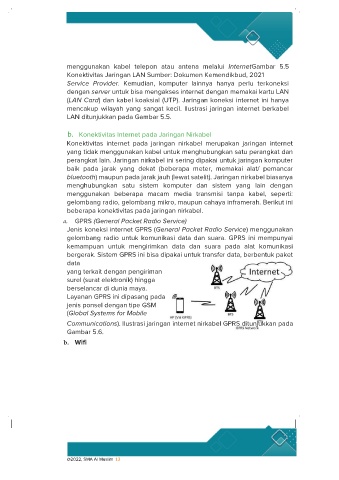 menggunakan kabel telepon atau antena melalui InternetGambar 5.5
Konektivitas Jaringan LAN Sumber: Dokumen Kemendikbud, 2021
Service Provider. Kemudian, komputer lainnya hanya perlu terkoneksi
dengan server untuk bisa mengakses internet dengan memakai kartu LAN
(LAN Card) dan kabel koaksial (UTP). Jaringan koneksi internet ini hanya
mencakup wilayah yang sangat kecil. Ilustrasi jaringan internet berkabel
LAN ditunjukkan pada Gambar 5.5.
b. Konektivitas Internet pada Jaringan Nirkabel
Konektivitas internet pada jaringan nirkabel merupakan jaringan internet
yang tidak menggunakan kabel untuk menghubungkan satu perangkat dan
perangkat lain. Jaringan nirkabel ini sering dipakai untuk jaringan komputer
baik pada jarak yang dekat (beberapa meter, memakai alat/ pemancar
bluetooth) maupun pada jarak jauh (lewat satelit). Jaringan nirkabel biasanya
menghubungkan satu sistem komputer dan sistem yang lain dengan
menggunakan beberapa macam media transmisi tanpa kabel, seperti:
gelombang radio, gelombang mikro, maupun cahaya inframerah. Berikut ini
beberapa konektivitas pada jaringan nirkabel.
a. GPRS (General Packet Radio Service)
Jenis koneksi internet GPRS (General Packet Radio Service) menggunakan
gelombang radio untuk komunikasi data dan suara. GPRS ini mempunyai
kemampuan untuk mengirimkan data dan suara pada alat komunikasi
bergerak. Sistem GPRS ini bisa dipakai untuk transfer data, berbentuk paket
data
yang terkait dengan pengiriman
surel (surat elektronik) hingga
berselancar di dunia maya.
Layanan GPRS ini dipasang pada
jenis ponsel dengan tipe GSM
(Global Systems for Mobile
Internet
BTS
HP (via GPRS)
BTS
GPRS Network
Communications). Ilustrasi jaringan internet nirkabel GPRS ditunjukkan pada
Gambar 5.6.
b. Wifi
@2022, SMA Al Masoem 13